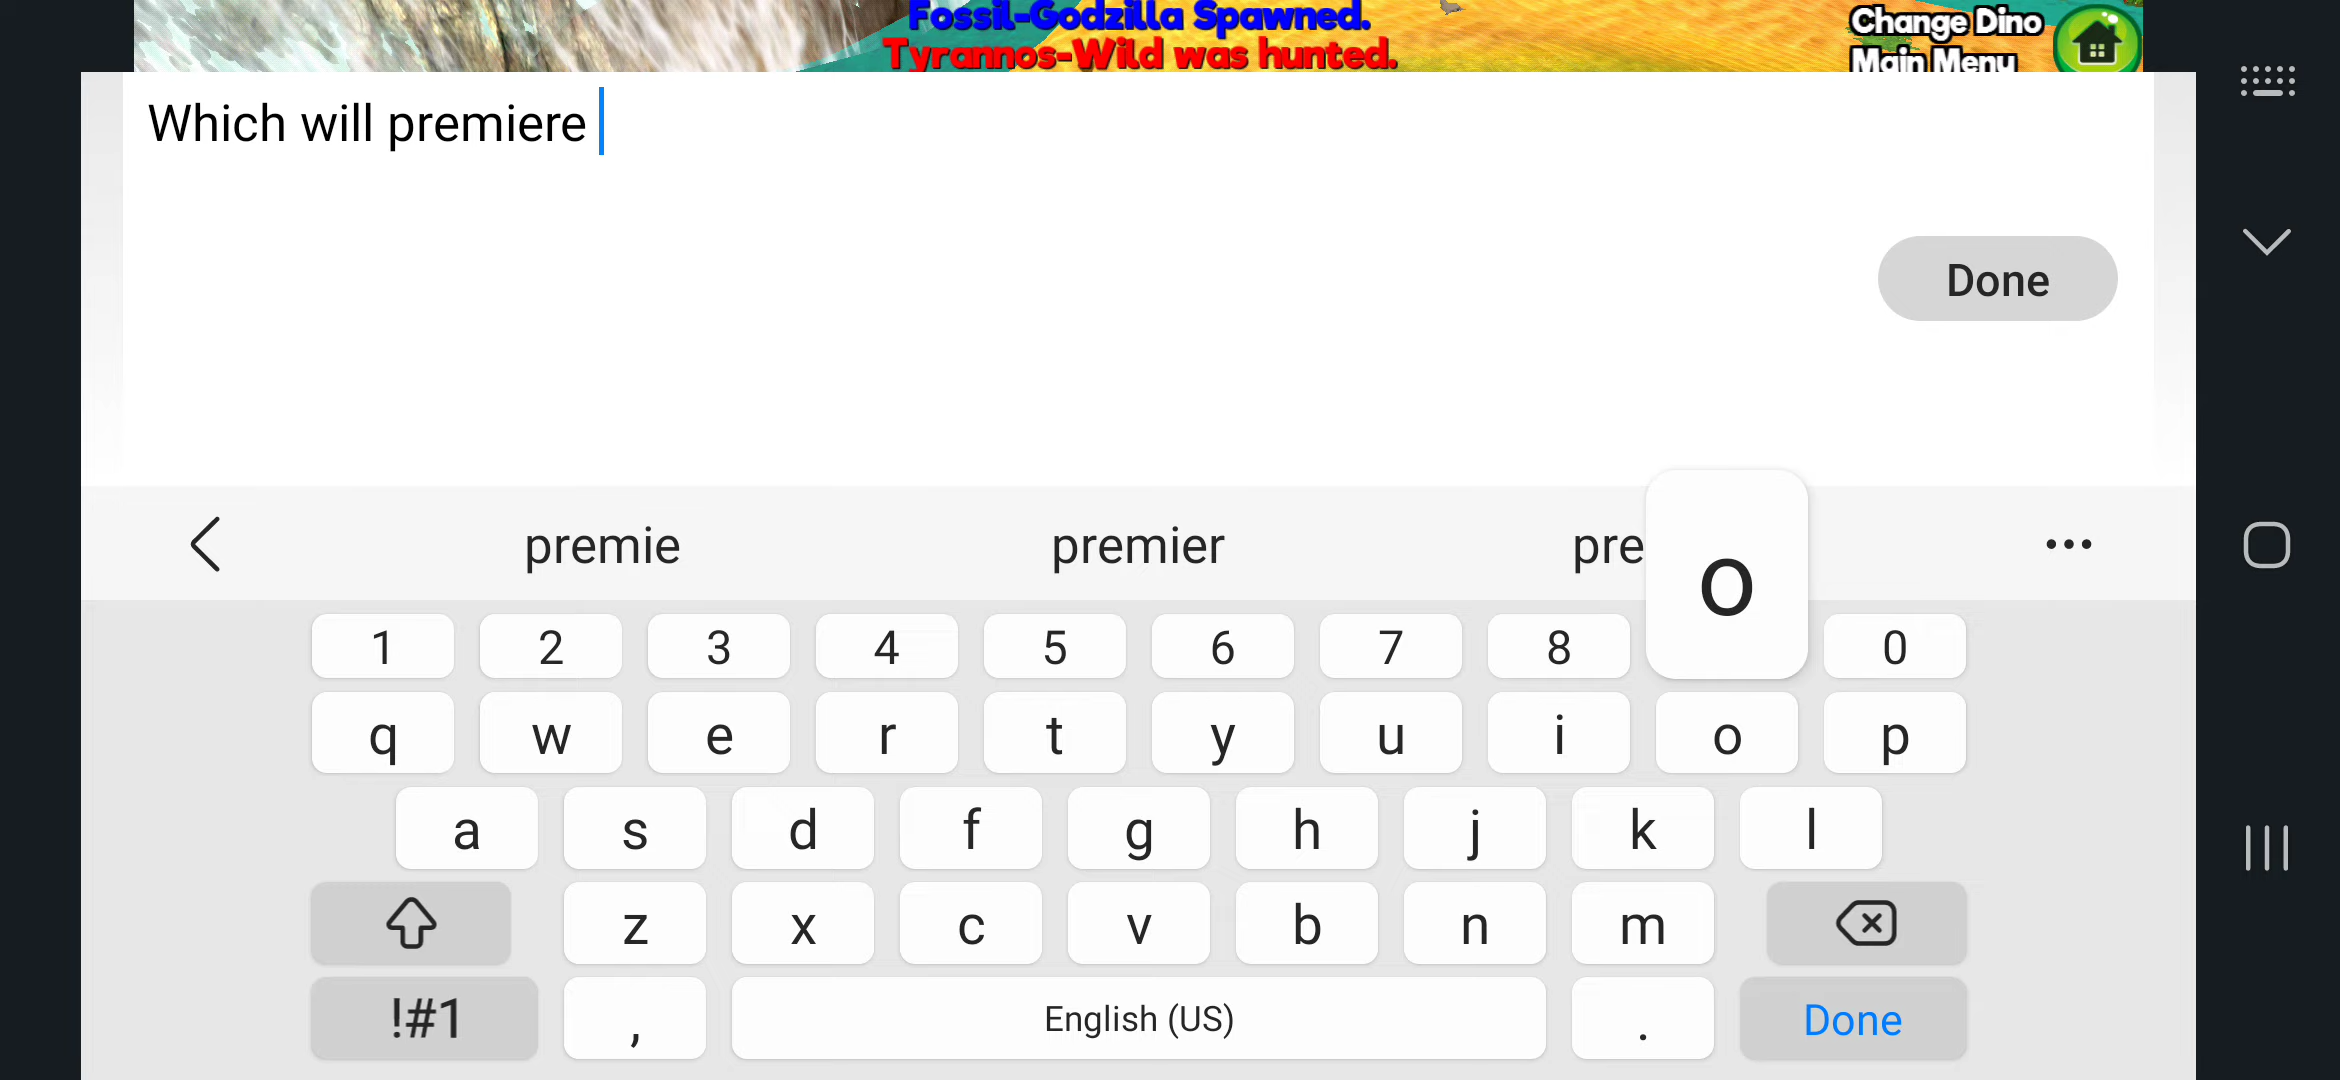 Fossil-Godzilla Spawned.
Tyrannos-Wild was hunted.
Change Dino
Main Menu
Which will premiere
Done
premie premier pre
o
1 2 3 4 5 6 7 8 0
q w e r t y u i o p
a s d f g h j k l
z x c v b n m
!#1 , English (US) . Done